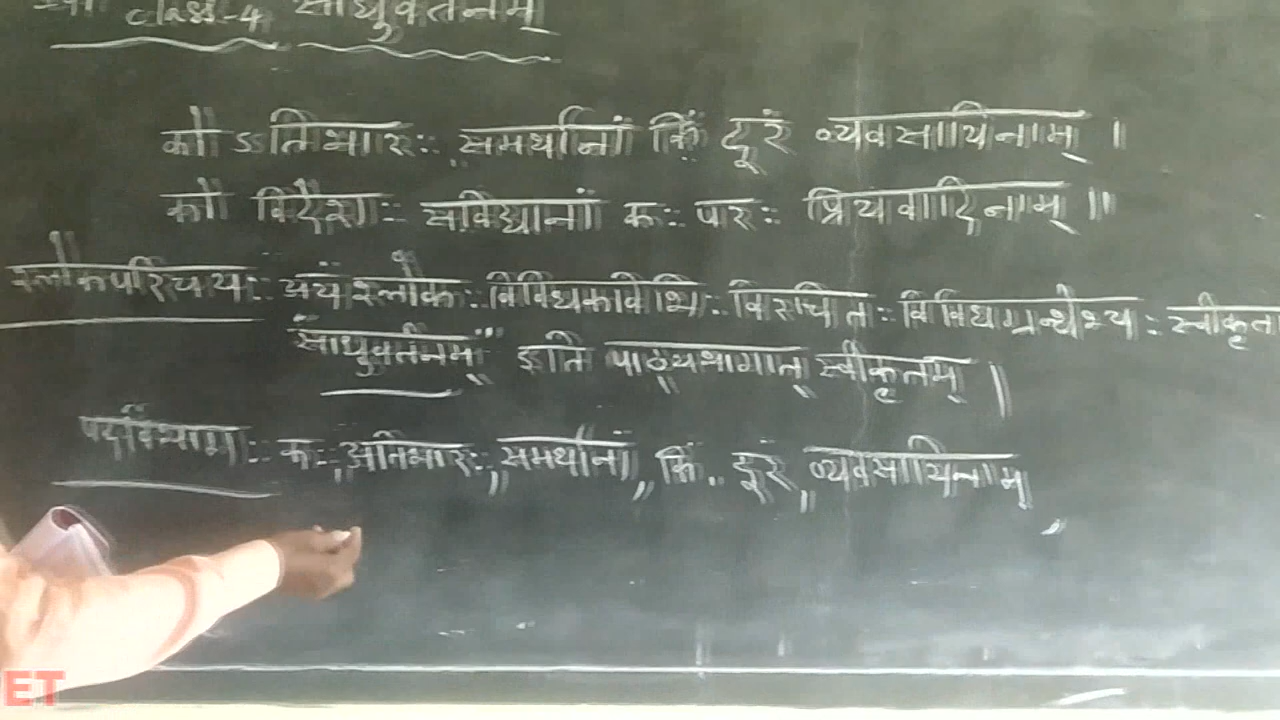 class-4 साधुवर्तनम्
कोऽतिभारः समर्थानां किं दूरं व्यवसायिनाम् ।
को विदेशः सविद्यानां कः परः प्रियवादिनाम् ॥
श्लोकपरिचयः अयं श्लोकः विविधकविभिः विरचितः विविधग्रन्थेभ्यः स्वीकृता
साधुवर्तनम् इति पाठ्यभागात् स्वीकृतम् ।
पदविभागः कः, अतिभारः, समर्थानां, किं, दूरं, व्यवसायिनाम्,
ET